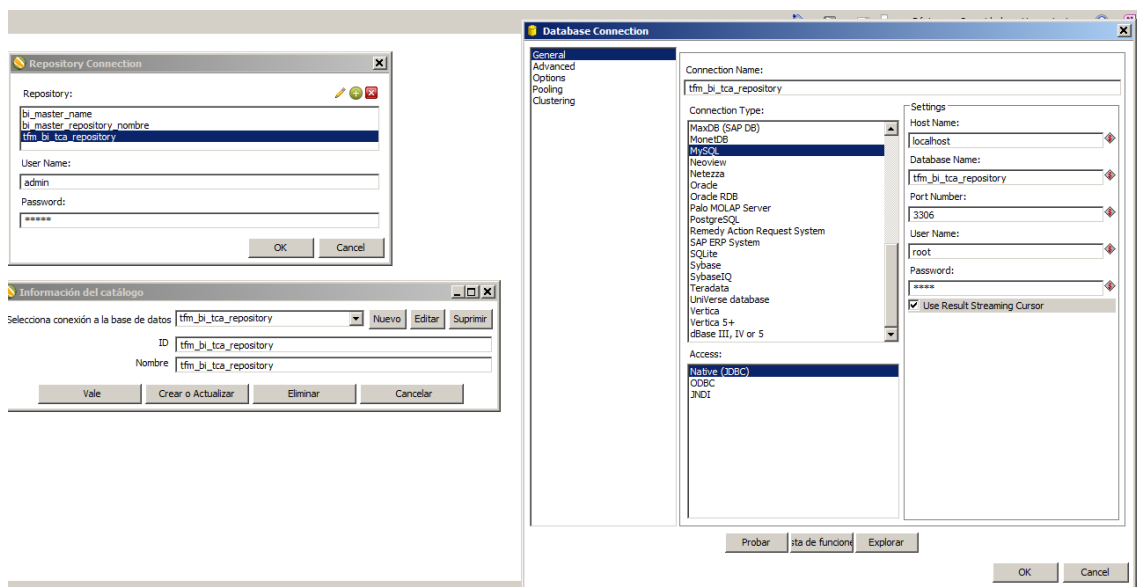 Repository Connection
Repository:
bi_master_name
bi_master_repository_nombre
tfm_bi_tca_repository
User Name:
admin
Password:
*****
OK
Cancel
Información del catálogo
Selecciona conexión a la base de datos
tfm_bi_tca_repository
Nuevo
Editar
Suprimir
ID
tfm_bi_tca_repository
Nombre
tfm_bi_tca_repository
Vale
Crear o Actualizar
Eliminar
Cancelar
Database Connection
General
Advanced
Options
Pooling
Clustering
Connection Name:
tfm_bi_tca_repository
Connection Type:
MaxDB (SAP DB)
MonetDB
MySQL
Neoview
Netezza
Oracle
Oracle RDB
Palo MOLAP Server
PostgreSQL
Remedy Action Request System
SAP ERP System
SQLite
Sybase
SybaseIQ
Teradata
UniVerse database
Vertica
Vertica 5+
dBase III, IV or 5
Access:
Native (JDBC)
ODBC
JNDI
Settings
Host Name:
localhost
Database Name:
tfm_bi_tca_repository
Port Number:
3306
User Name:
root
Password:
****
Use Result Streaming Cursor
Probar
sta de funcione
Explorar
OK
Cancel